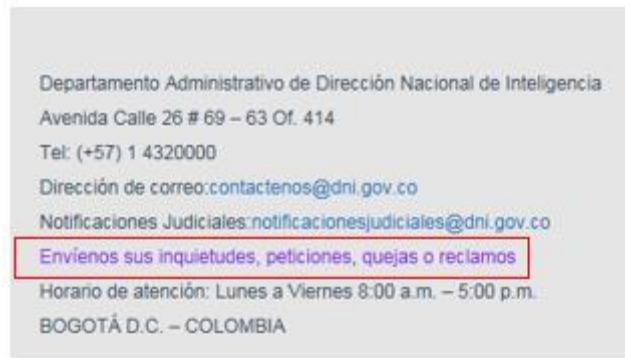 Departamento Administrativo de Dirección Nacional de Inteligencia
Avenida Calle 26 # 69 – 63 Of. 414
Tel: (+57) 1 4320000
Dirección de correo:contactenos@dni.gov.co
Notificaciones Judiciales:notificacionesjudiciales@dni.gov.co
Envíenos sus inquietudes, peticiones, quejas o reclamos
Horario de atención: Lunes a Viernes 8:00 a.m. – 5:00 p.m.
BOGOTÁ D.C. – COLOMBIA